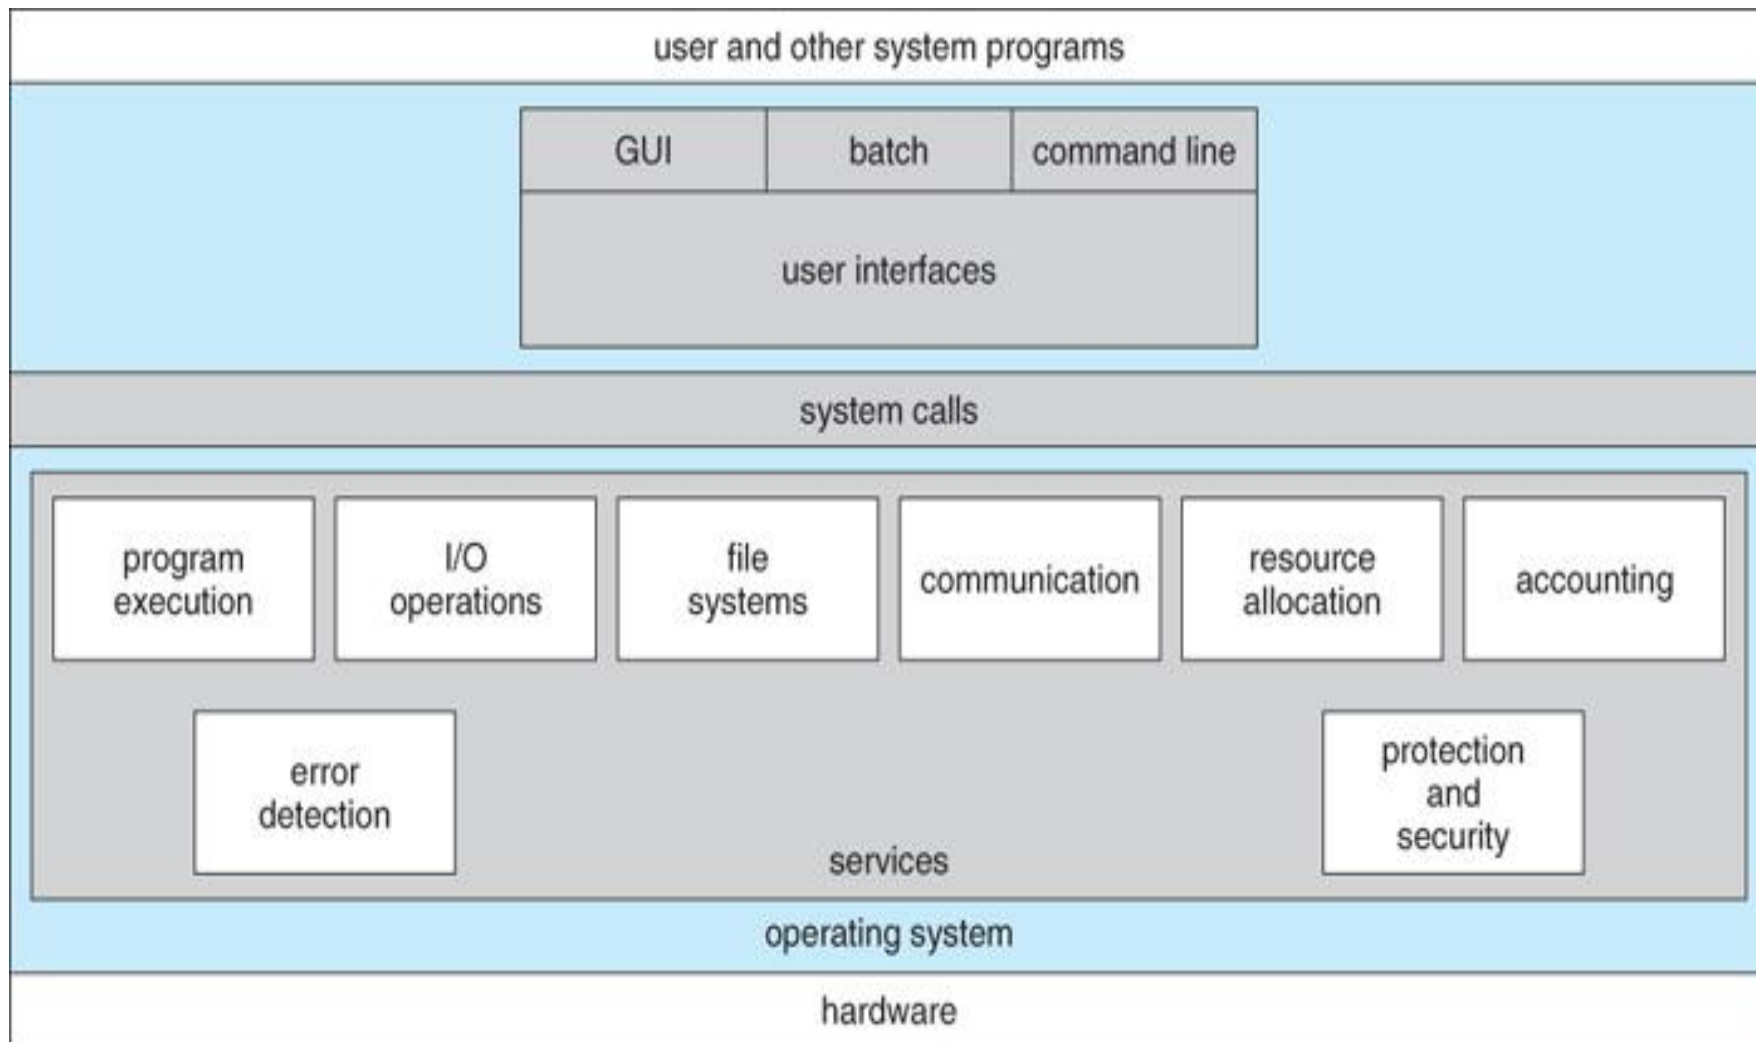 user and other system programs
GUI
batch
command line
user interfaces
system calls
program
execution
I/O
operations
file
systems
communication
resource
allocation
accounting
error
detection
protection
and
security
services
operating system
hardware